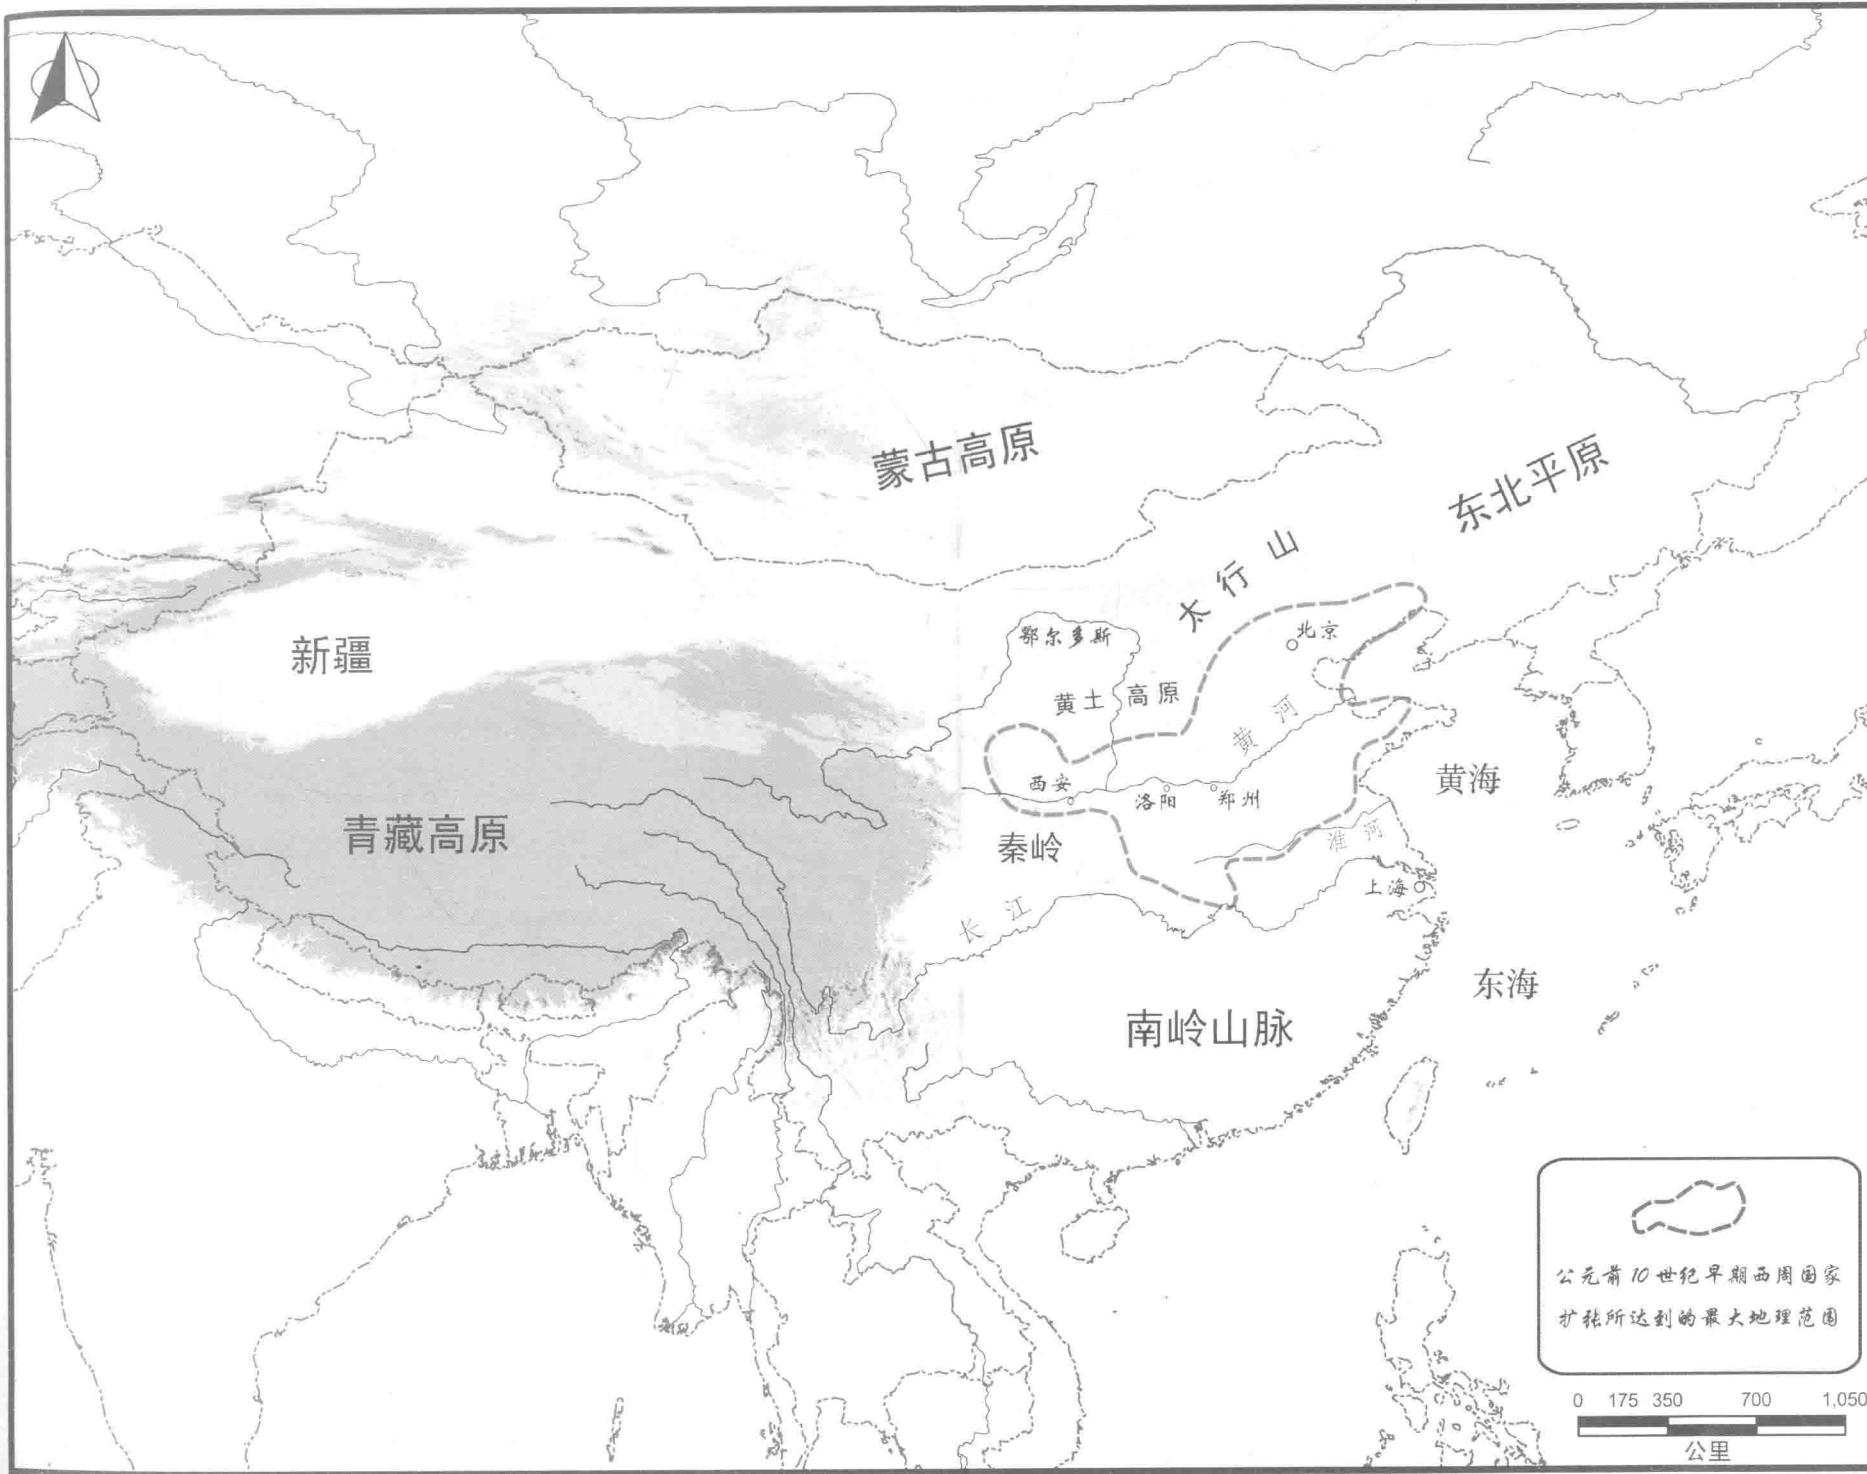 蒙古高原
东北平原
太行山
新疆
鄂尔多斯
北京
黄土高原
黄河
西安
洛阳
郑州
黄海
青藏高原
秦岭
淮河
上海
长江
东海
南岭山脉
公元前10世纪早期西周国家
扩张所达到的最大地理范围
0 175 350 700 1,050
公里